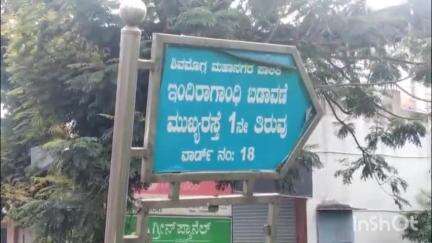 ಶಿವಮೊಗ್ಗ ಮಹಾನಗರ ಪಾಲಿಕೆ
ಇಂದಿರಾಗಾಂಧಿ ಬಡಾವಣೆ
ಮುಖ್ಯರಸ್ತೆ 1ನೇ ತಿರುವು
ವಾರ್ಡ್ ನಂ: 18
ಗ್ರೀನ್ ಪ್ಯಾನೆಲ್
InShot